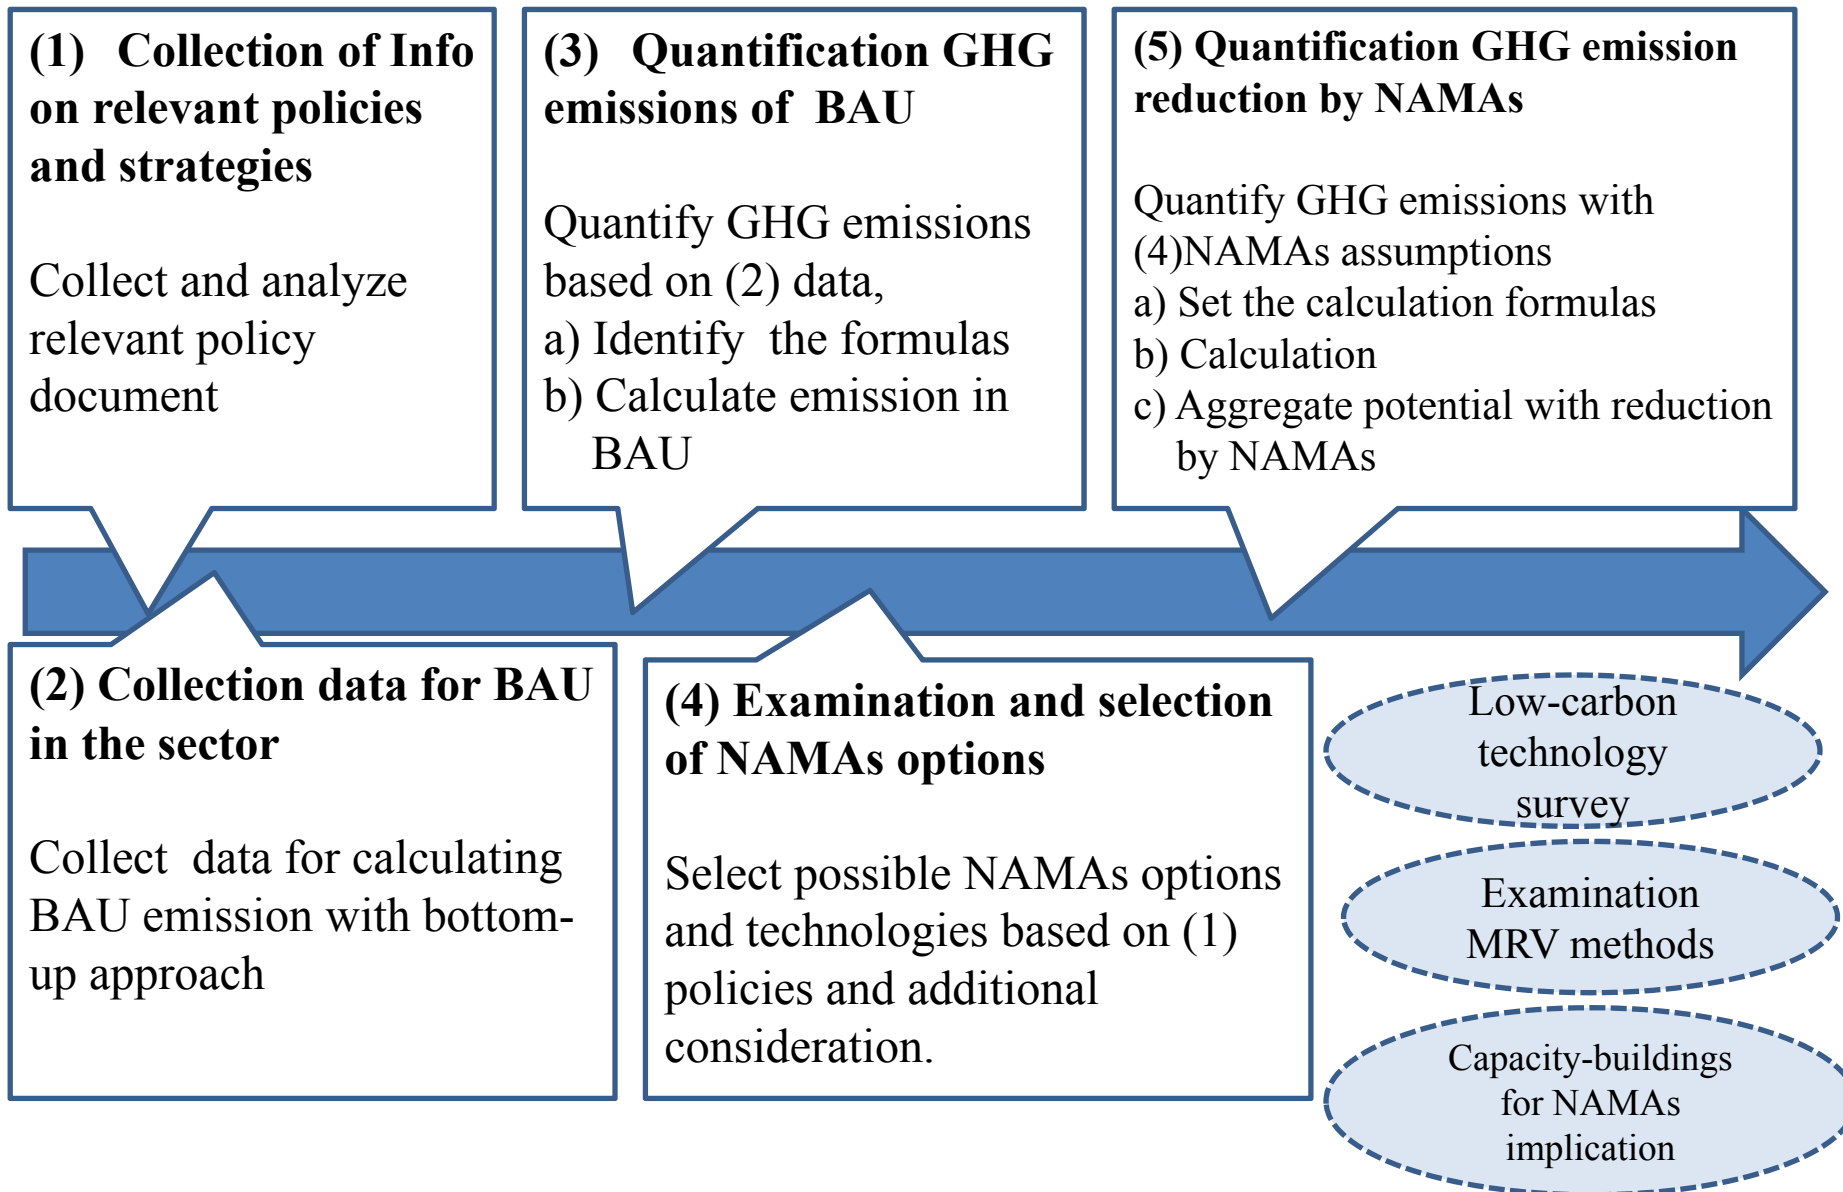 (1) Collection of Info
on relevant policies
and strategies
Collect and analyze
relevant policy
document
(3) Quantification GHG
emissions of BAU
Quantify GHG emissions
based on (2) data,
a) Identify the formulas
b) Calculate emission in
BAU
(5) Quantification GHG emission
reduction by NAMAs
Quantify GHG emissions with
(4)NAMAs assumptions
a) Set the calculation formulas
b) Calculation
c) Aggregate potential with reduction
by NAMAs
(2) Collection data for BAU
in the sector
Collect data for calculating
BAU emission with bottom-
up approach
(4) Examination and selection
of NAMAs options
Select possible NAMAs options
and technologies based on (1)
policies and additional
consideration.
Low-carbon
technology
survey
Examination
MRV methods
Capacity-buildings
for NAMAs
implication